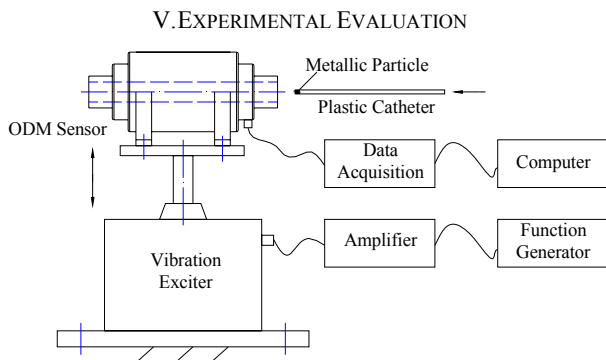 V.EXPERIMENTAL EVALUATION
Metallic Particle
Plastic Catheter
ODM Sensor
Data
Acquisition
Computer
Vibration
Exciter
Amplifier
Function
Generator